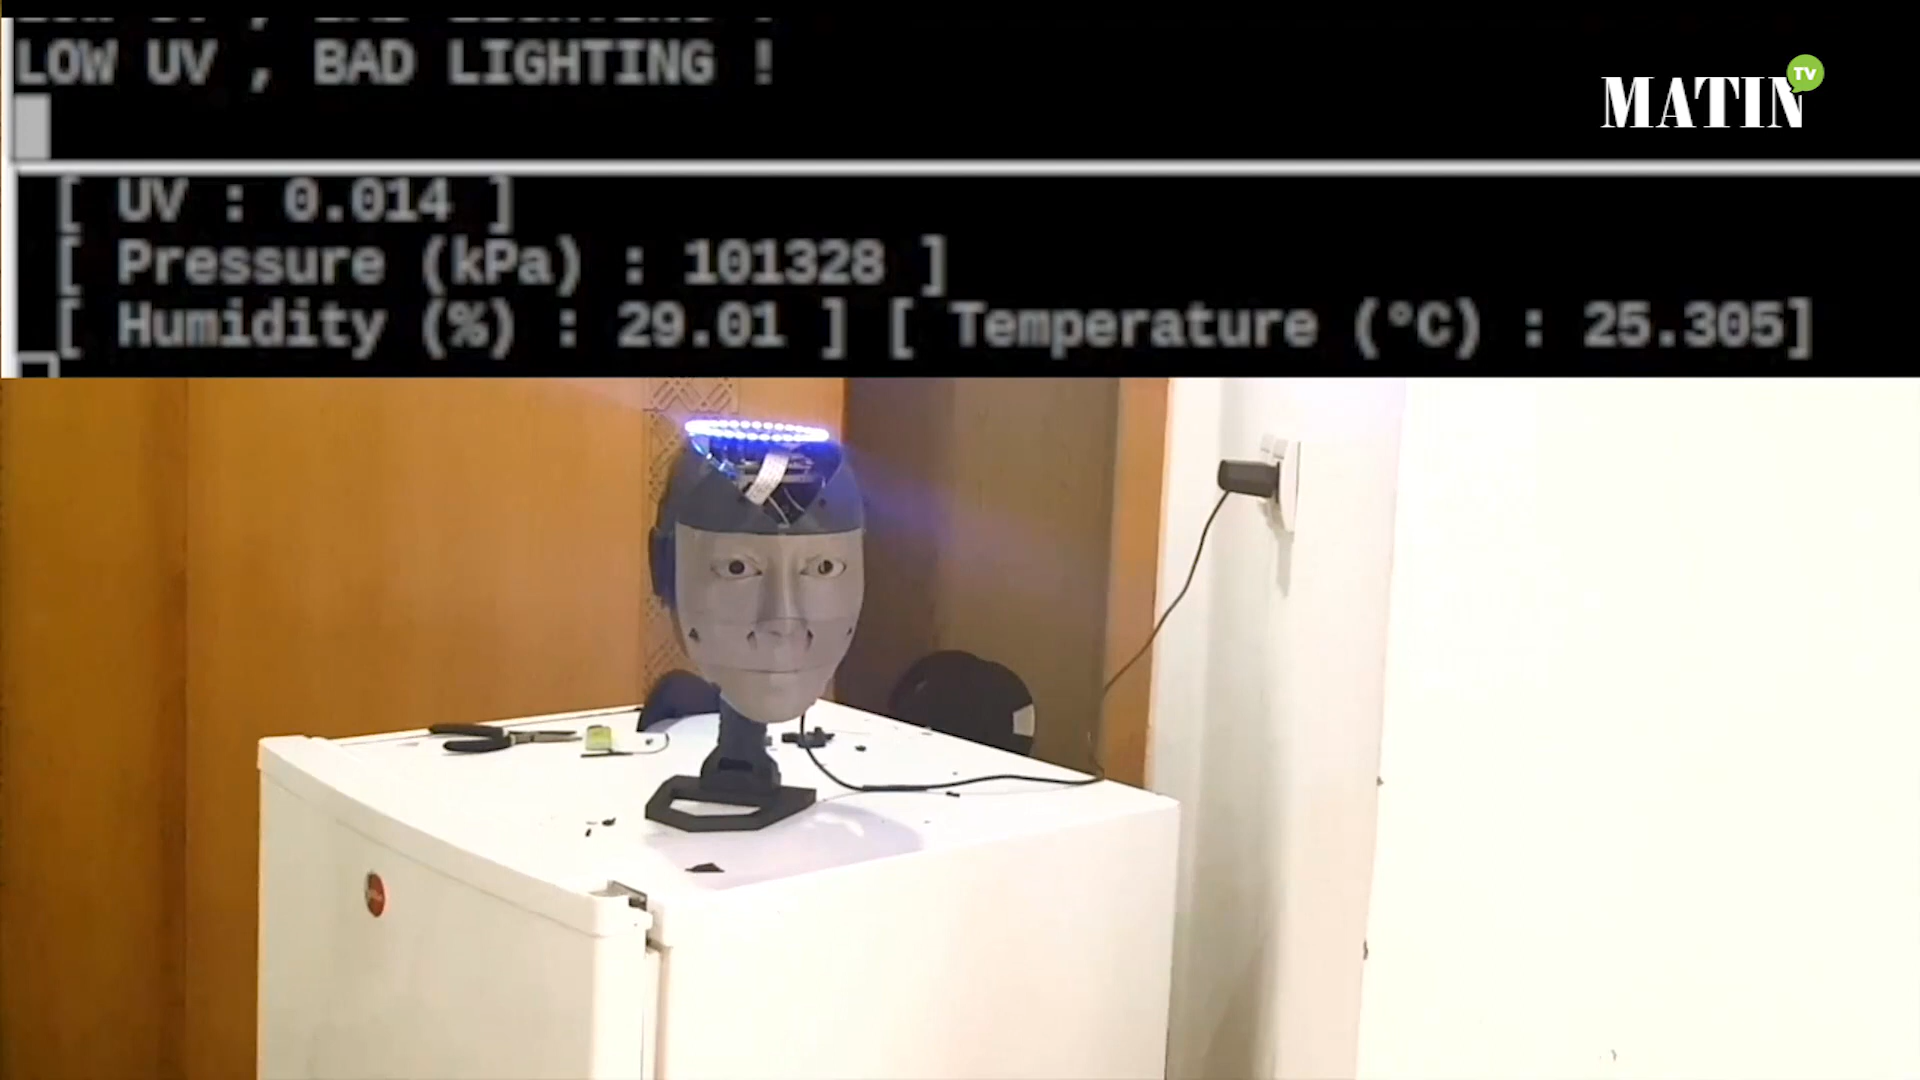 LOW UV , BAD LIGHTING !
MATIN TV
[ UV : 0.014 ]
[ Pressure (kPa) : 101328 ]
[ Humidity (%) : 29.01 ] [ Temperature (°C) : 25.305]